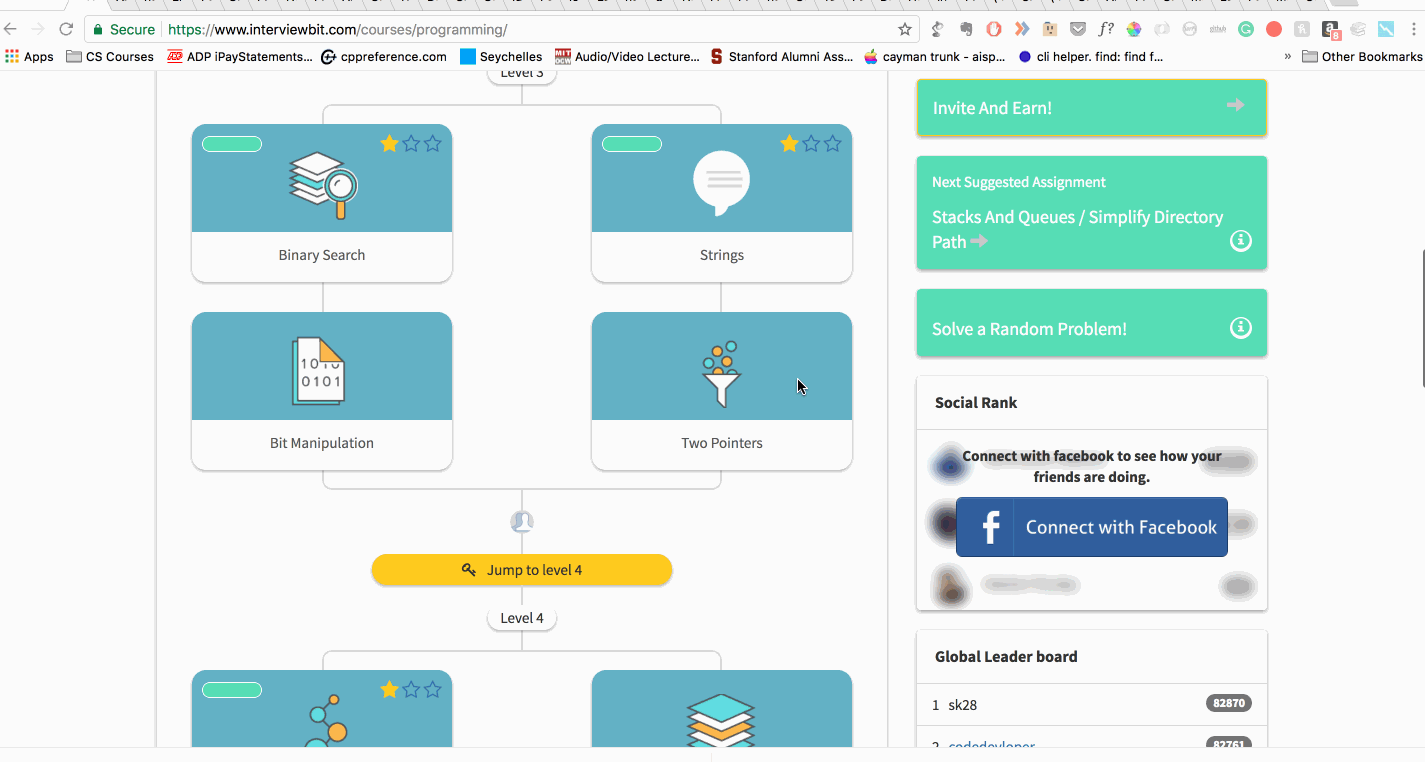 Secure
https://www.interviewbit.com/courses/programming/
f?
8
Apps
CS Courses
ADP iPayStatements...
cppreference.com
Seychelles
MIT
Audio/Video Lecture...
Stanford Alumni Ass...
cayman trunk - aisp...
cli helper. find: find f...
»
Other Bookmarks
Level 3
Binary Search
Strings
1010
0101
Bit Manipulation
Two Pointers
Jump to level 4
Level 4
Invite And Earn!
Next Suggested Assignment
Stacks And Queues / Simplify Directory
Path
Solve a Random Problem!
Social Rank
Connect with facebook to see how your
friends are doing.
Connect with Facebook
Global Leader board
1 sk28
82870
2 codedevloper
82761